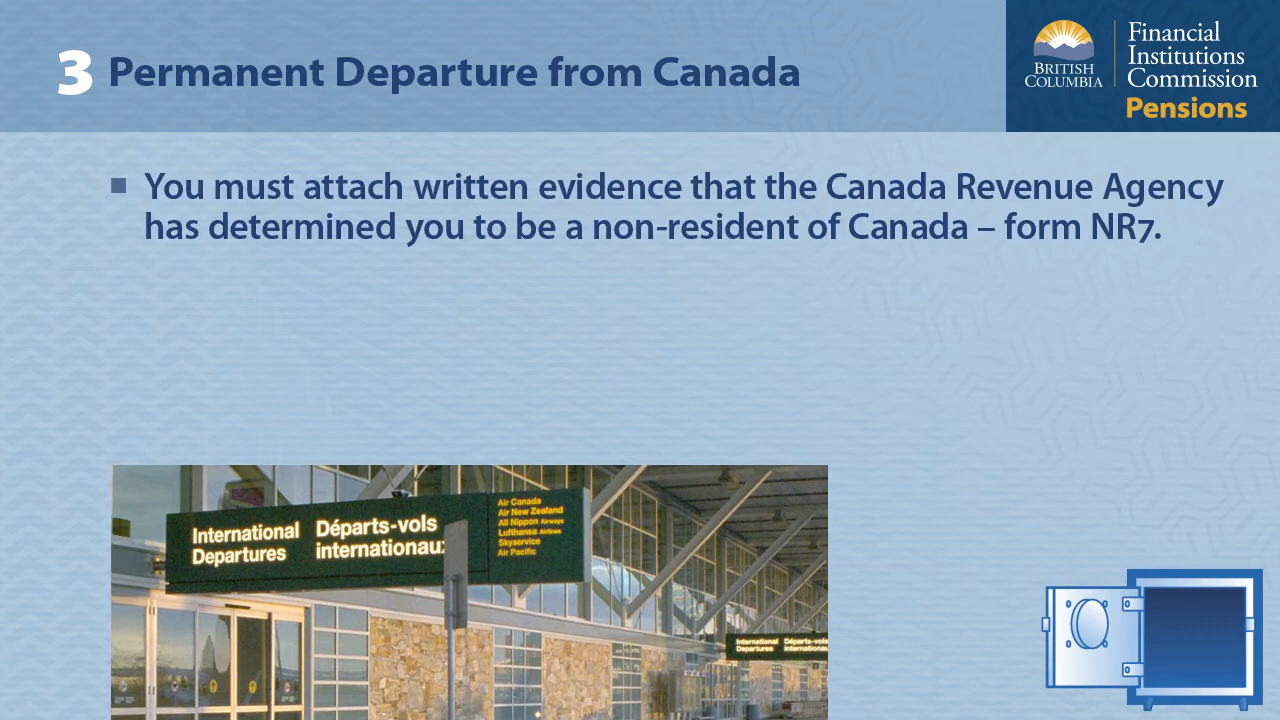 3 Permanent Departure from Canada
BRITISH
COLUMBIA
Financial
Institutions
Commission
Pensions
■ You must attach written evidence that the Canada Revenue Agency
has determined you to be a non-resident of Canada – form NR7.
International
Departures
Départs-vols
internationaux
Air Canada
Air New Zealand
All Nippon Airways
Lufthansa Airlines
Skyservice
Air Pacific
International
Departures
Départs-vols
internationau